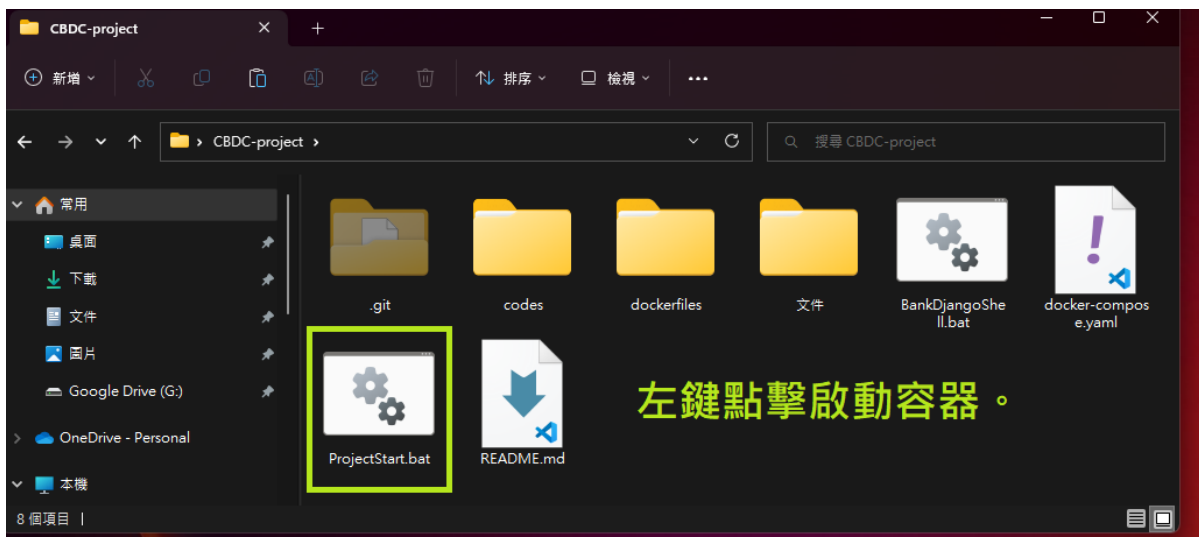 CBDC-project
新增
排序
檢視
CBDC-project
搜尋 CBDC-project
常用
桌面
下載
文件
圖片
Google Drive (G:)
OneDrive - Personal
本機
.git
codes
dockerfiles
文件
BankDjangoShe
ll.bat
docker-compos
e.yaml
ProjectStart.bat
README.md
左鍵點擊啟動容器。
8 個項目